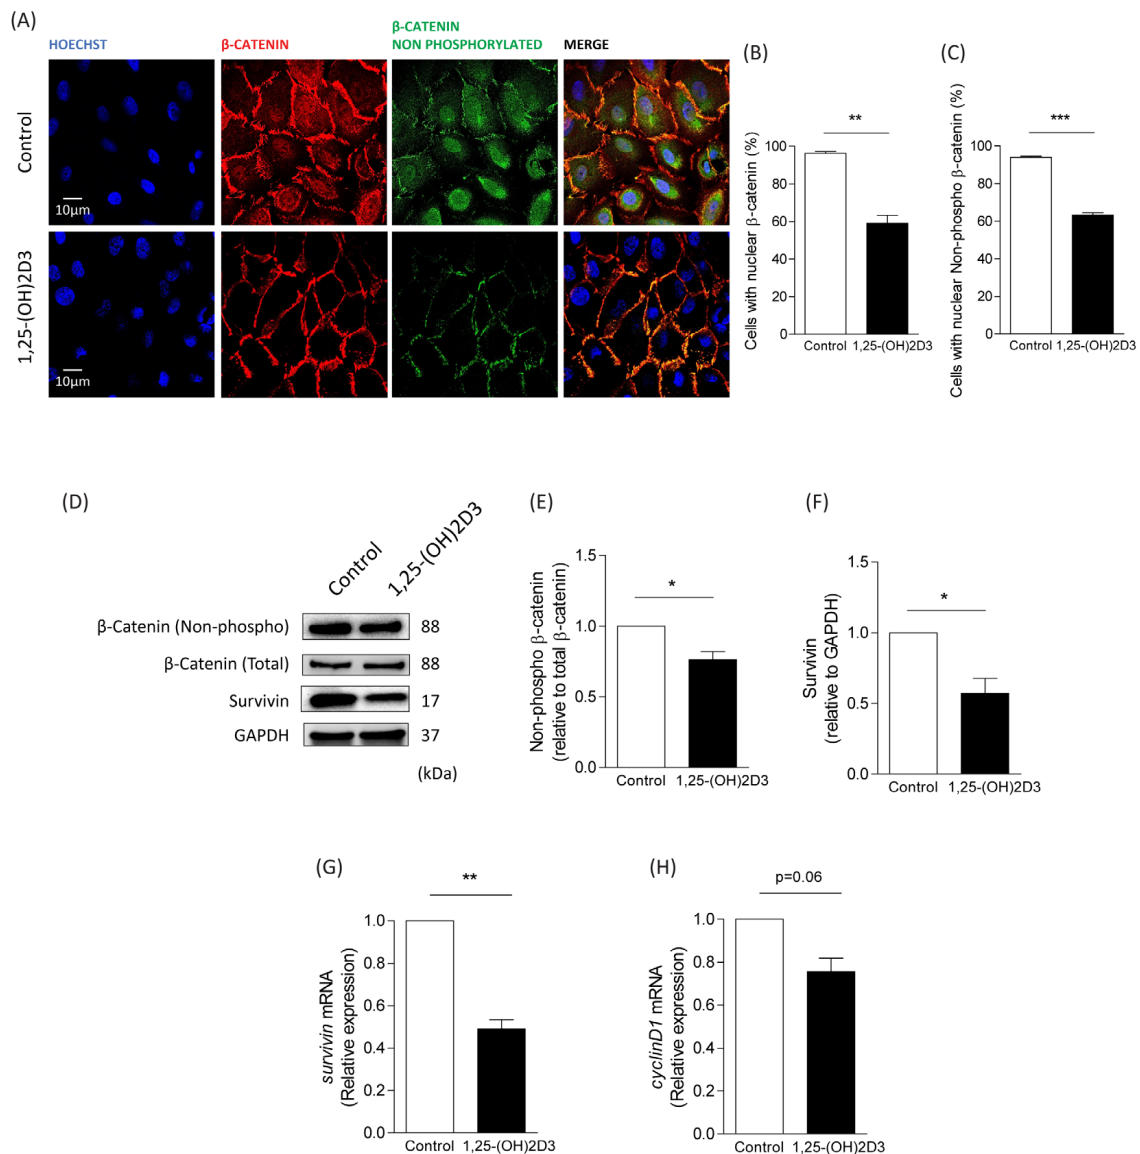 (A)
HOECHST
β-CATENIN
β-CATENIN
NON PHOSPHORYLATED
MERGE
Control
10μm
1,25-(OH)2D3
10μm
(B)
Cells with nuclear β-catenin (%)
**
100
80
60
40
20
0
Control 1,25-(OH)2D3
(C)
Cells with nuclear Non-phospho β-catenin (%)
***
100
80
60
40
20
0
Control 1,25-(OH)2D3
(D)
Control
1,25-(OH)2D3
β-Catenin (Non-phospho) 88
β-Catenin (Total) 88
Survivin 17
GAPDH 37
(kDa)
(E)
Non-phospho β-catenin
(relative to total β-catenin)
*
1.5
1.0
0.5
0.0
Control 1,25-(OH)2D3
(F)
Survivin
(relative to GAPDH)
*
1.5
1.0
0.5
0.0
Control 1,25-(OH)2D3
(G)
survivin mRNA
(Relative expression)
**
1.0
0.8
0.6
0.4
0.2
0.0
Control 1,25-(OH)2D3
(H)
cyclinD1 mRNA
(Relative expression)
p=0.06
1.0
0.8
0.6
0.4
0.2
0.0
Control 1,25-(OH)2D3